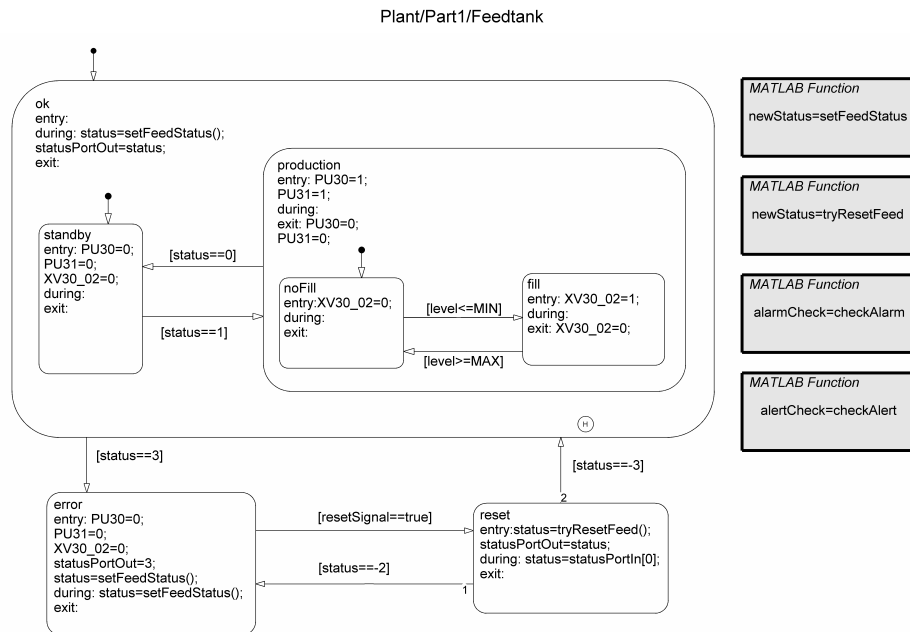 Plant/Part1/Feedtank
ok
entry:
during: status=setFeedStatus();
statusPortOut=status;
exit:
standby
entry: PU30=0;
PU31=0;
XV30_02=0;
during:
exit:
[status==0]
[status==1]
production
entry: PU30=1;
PU31=1;
during:
exit: PU30=0;
PU31=0;
noFill
entry:XV30_02=0;
during:
exit:
[level<=MIN]
[level>=MAX]
fill
entry: XV30_02=1;
during:
exit: XV30_02=0;
H
[status==3]
[status==-3]
2
error
entry: PU30=0;
PU31=0;
XV30_02=0;
statusPortOut=3;
status=setFeedStatus();
during: status=setFeedStatus();
exit:
[resetSignal==true]
[status==-2]
1
reset
entry:status=tryResetFeed();
statusPortOut=status;
during: status=statusPortIn[0];
exit:
MATLAB Function
newStatus=setFeedStatus
MATLAB Function
newStatus=tryResetFeed
MATLAB Function
alarmCheck=checkAlarm
MATLAB Function
alertCheck=checkAlert